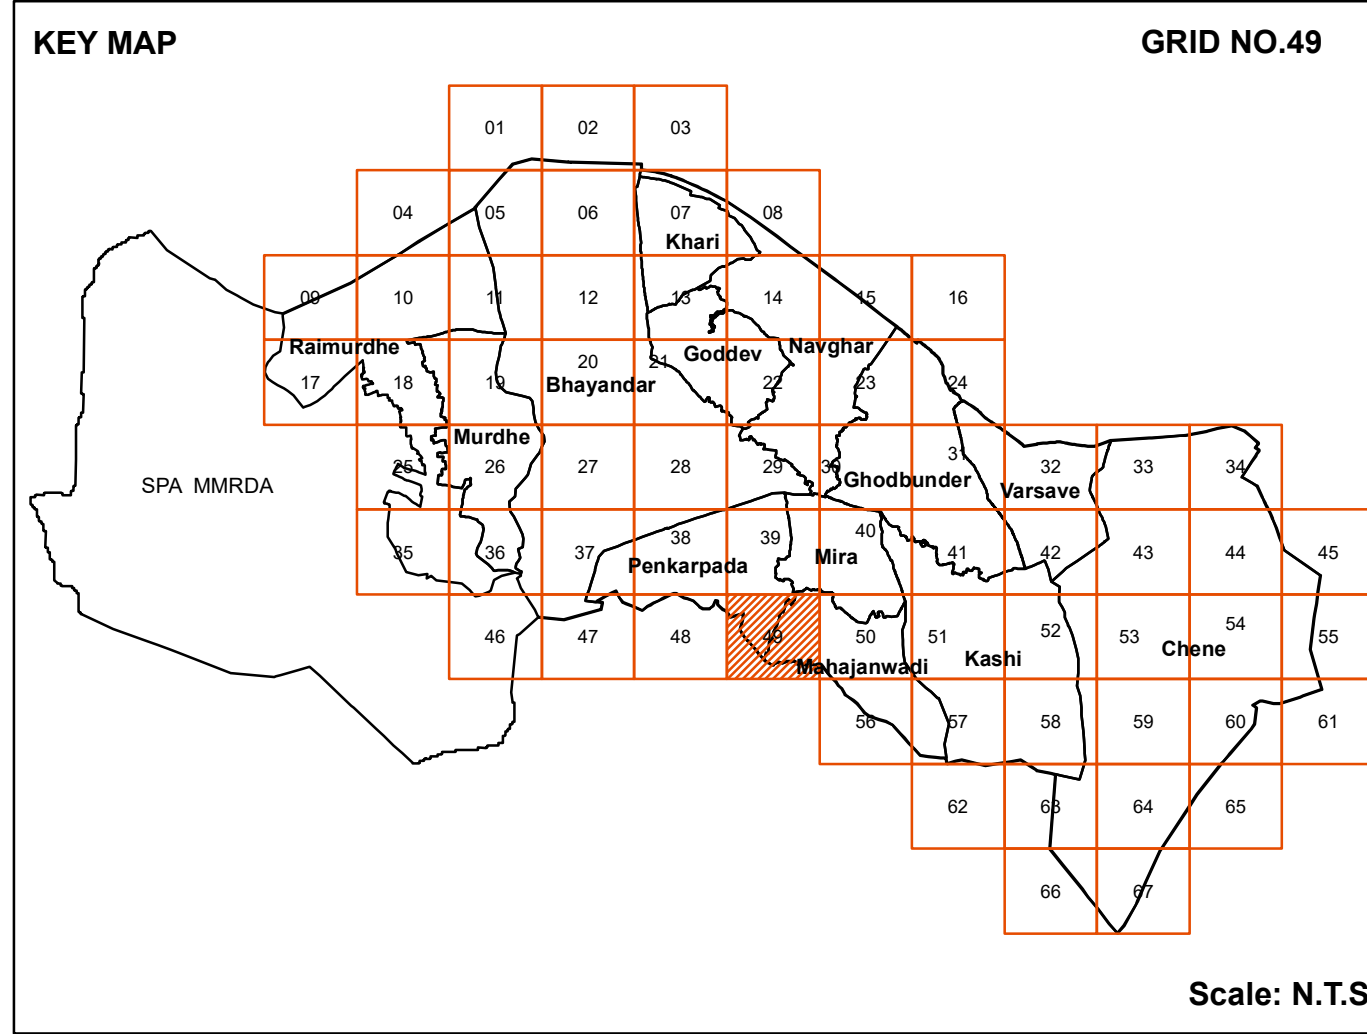 KEY MAP
GRID NO.49
01 02 03
04 05 06 07 08
Khari
09 10 11 12 13 14 15 16
Raimurdhe Goddev Navghar
17 18 19 20 21 22 23 24
Bhayandar
Murdhe
25 26 27 28 29 30 31 32 33 34
SPA MMRDA
Ghodbunder Varsave
35 36 37 38 39 40 41 42 43 44 45
Penkarpada Mira
46 47 48 49 50 51 52 53 54 55
Mahajanwadi Kashi Chene
56 57 58 59 60 61
62 63 64 65
66 67
Scale: N.T.S